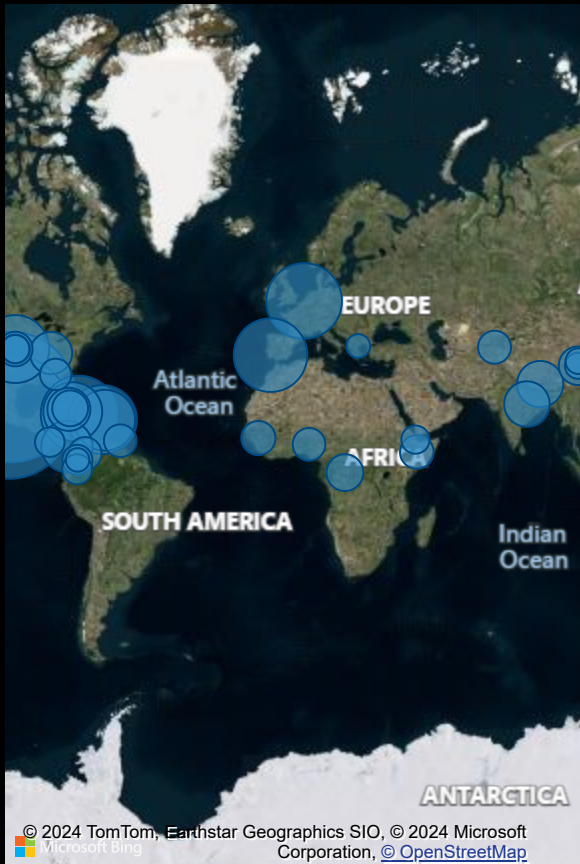 EUROPE
Atlantic
Ocean
AFRICA
SOUTH AMERICA
Indian
Ocean
ANTARCTICA
© 2024 TomTom, Earthstar Geographics SIO, © 2024 Microsoft
Microsoft Bing
Corporation, © OpenStreetMap